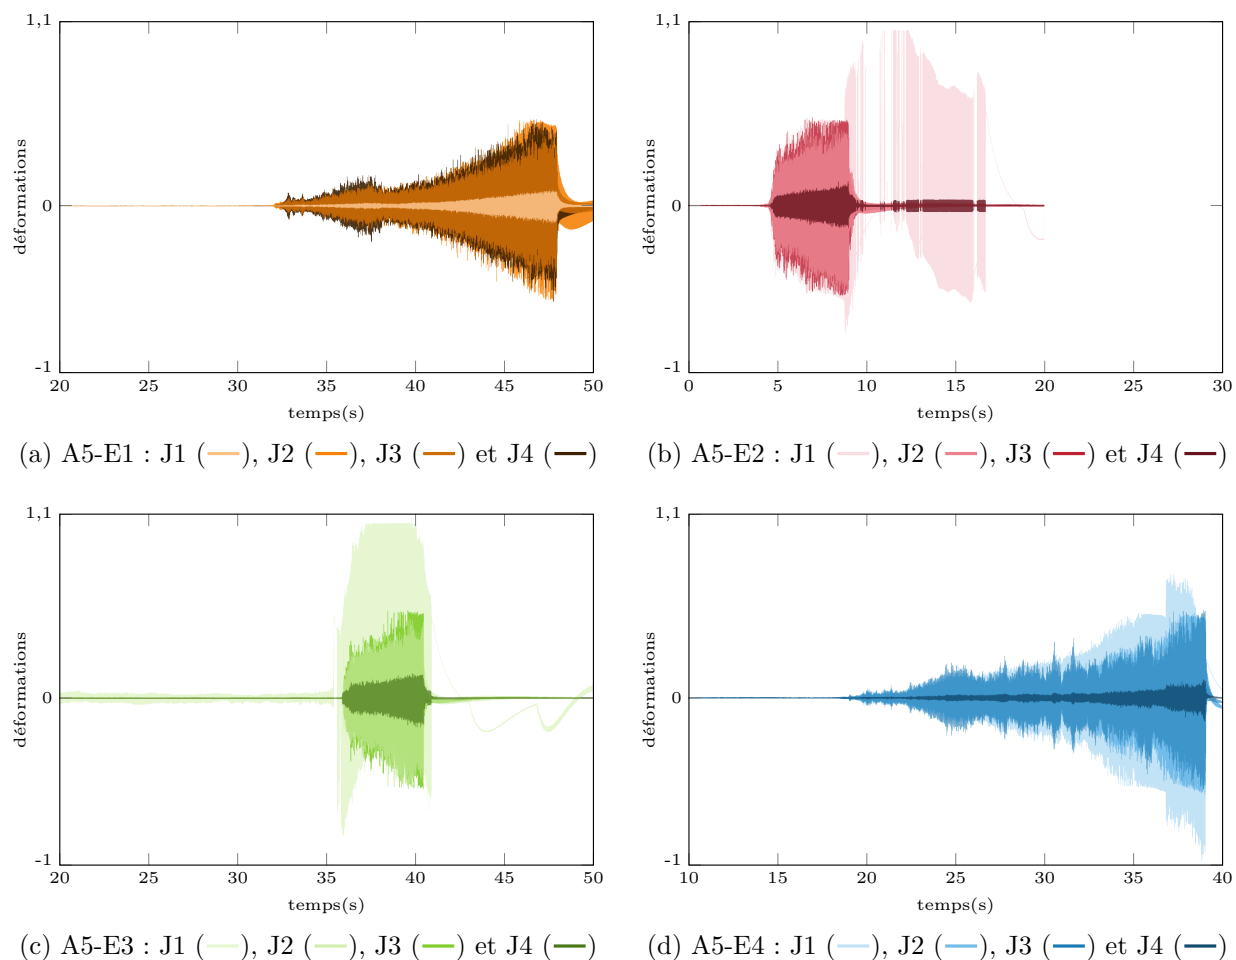 1,1
déformations
0
-1
20 25 30 35 40 45 50
temps(s)
(a) A5-E1 : J1 (—), J2 (—), J3 (—) et J4 (—)
1,1
déformations
0
-1
0 5 10 15 20 25 30
temps(s)
(b) A5-E2 : J1 (—), J2 (—), J3 (—) et J4 (—)
1,1
déformations
0
-1
20 25 30 35 40 45 50
temps(s)
(c) A5-E3 : J1 (—), J2 (—), J3 (—) et J4 (—)
1,1
déformations
0
-1
10 15 20 25 30 35 40
temps(s)
(d) A5-E4 : J1 (—), J2 (—), J3 (—) et J4 (—)